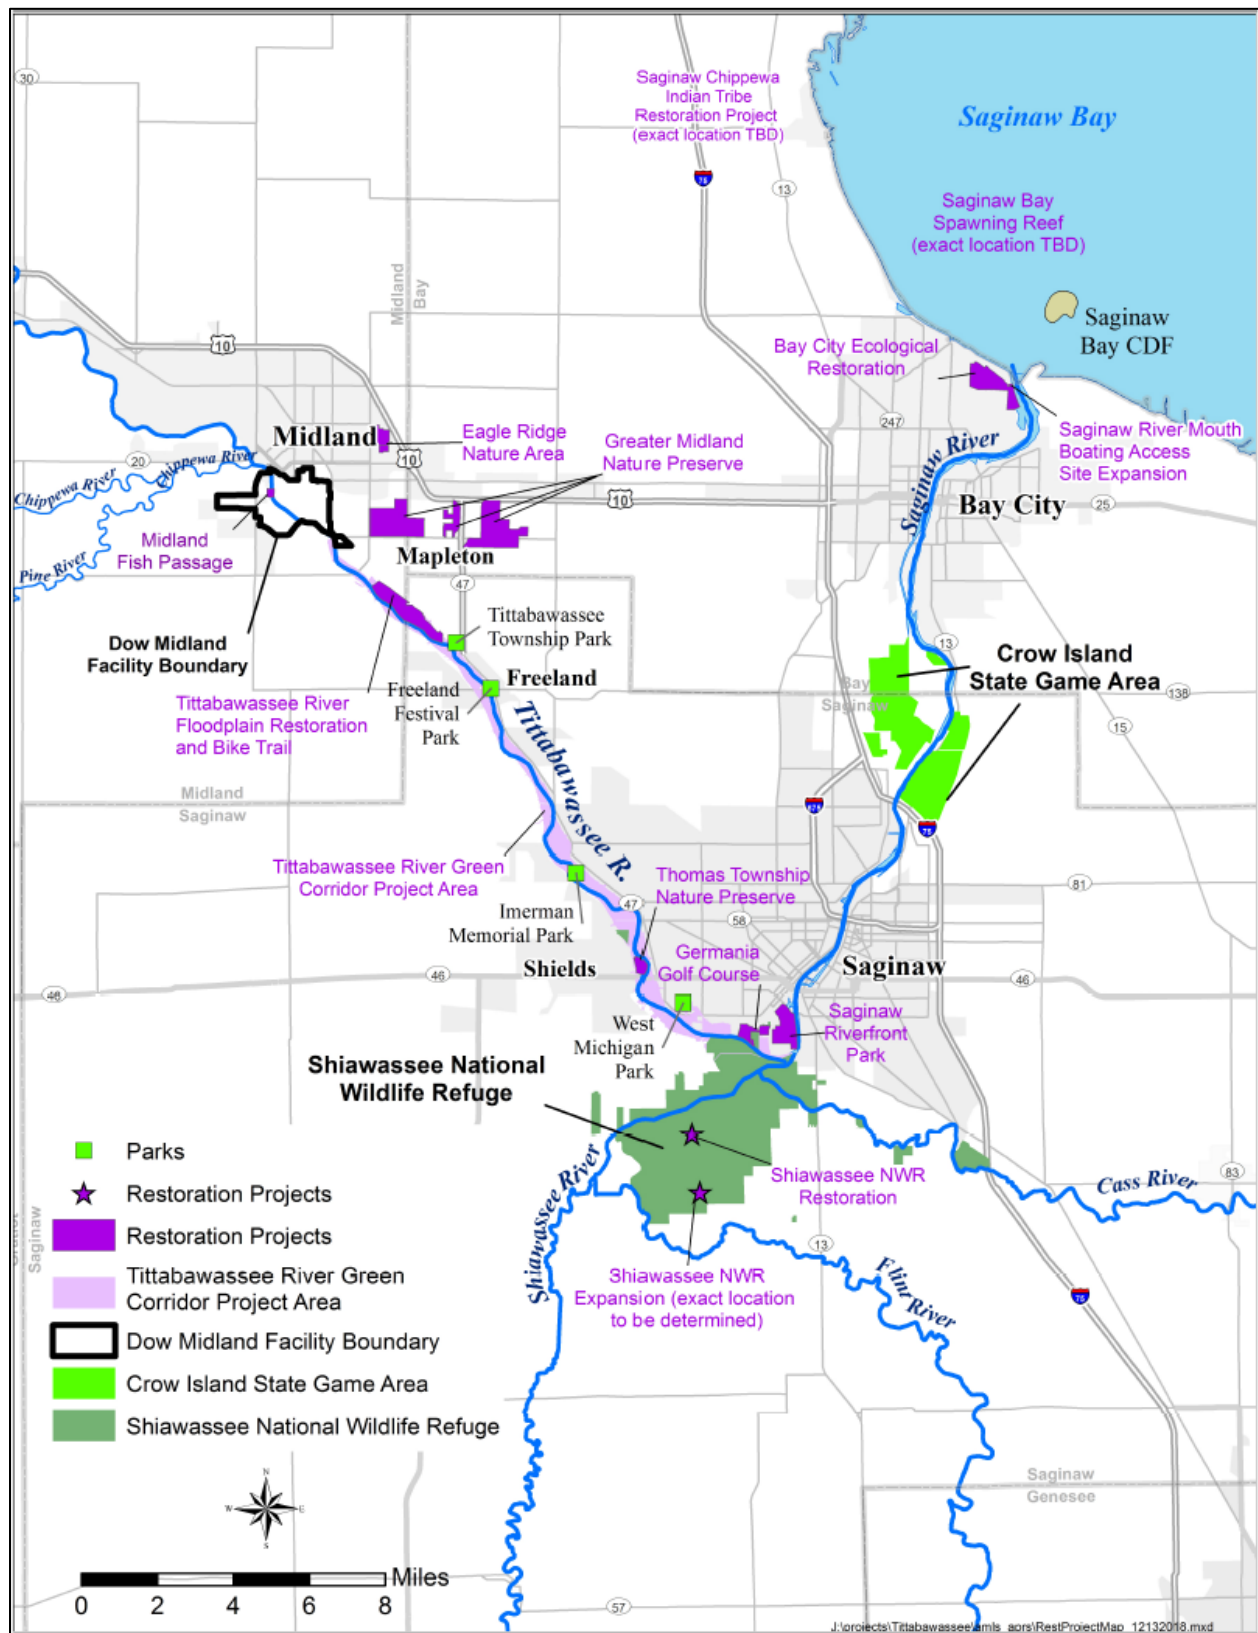 30
Saginaw Chippewa
Indian Tribe
Restoration Project
(exact location TBD)
Saginaw Bay
75
13
Saginaw Bay
Spawning Reef
(exact location TBD)
Midland
Bay
Saginaw
Bay CDF
10
Bay City Ecological
Restoration
247
Saginaw River Mouth
Boating Access
Site Expansion
Midland
Eagle Ridge
Nature Area
Greater Midland
Nature Preserve
Saginaw River
10
20
Chippewa River
Chippewa River
10
Bay City
25
Pine River
Midland
Fish Passage
Mapleton
47
Tittabawassee
Township Park
Dow Midland
Facility Boundary
13
Crow Island
State Game Area
Freeland
Freeland
Festival
Park
Tittabawassee River
Floodplain Restoration
and Bike Trail
Bay
Saginaw
138
15
Tittabawassee R.
Midland
Saginaw
675
75
Tittabawassee River Green
Corridor Project Area
Thomas Township
Nature Preserve
81
47
58
Imerman
Memorial Park
Germania
Golf Course
Shields
Saginaw
46
46
46
West
Michigan
Park
Saginaw
Riverfront
Park
Shiawassee National
Wildlife Refuge
Shiawassee NWR
Restoration
Cass River
83
Shiawassee River
13
Flint River
Shiawassee NWR
Expansion (exact location
to be determined)
75
Parks
Restoration Projects
Restoration Projects
Tittabawassee River Green
Corridor Project Area
Dow Midland Facility Boundary
Crow Island State Game Area
Shiawassee National Wildlife Refuge
Saginaw
Saginaw
Genesee
N
W E
S
Miles
0 2 4 6 8
57
J:\projects\Tittabawassee\amls_aprs\RestProjectMap_12132018.mxd